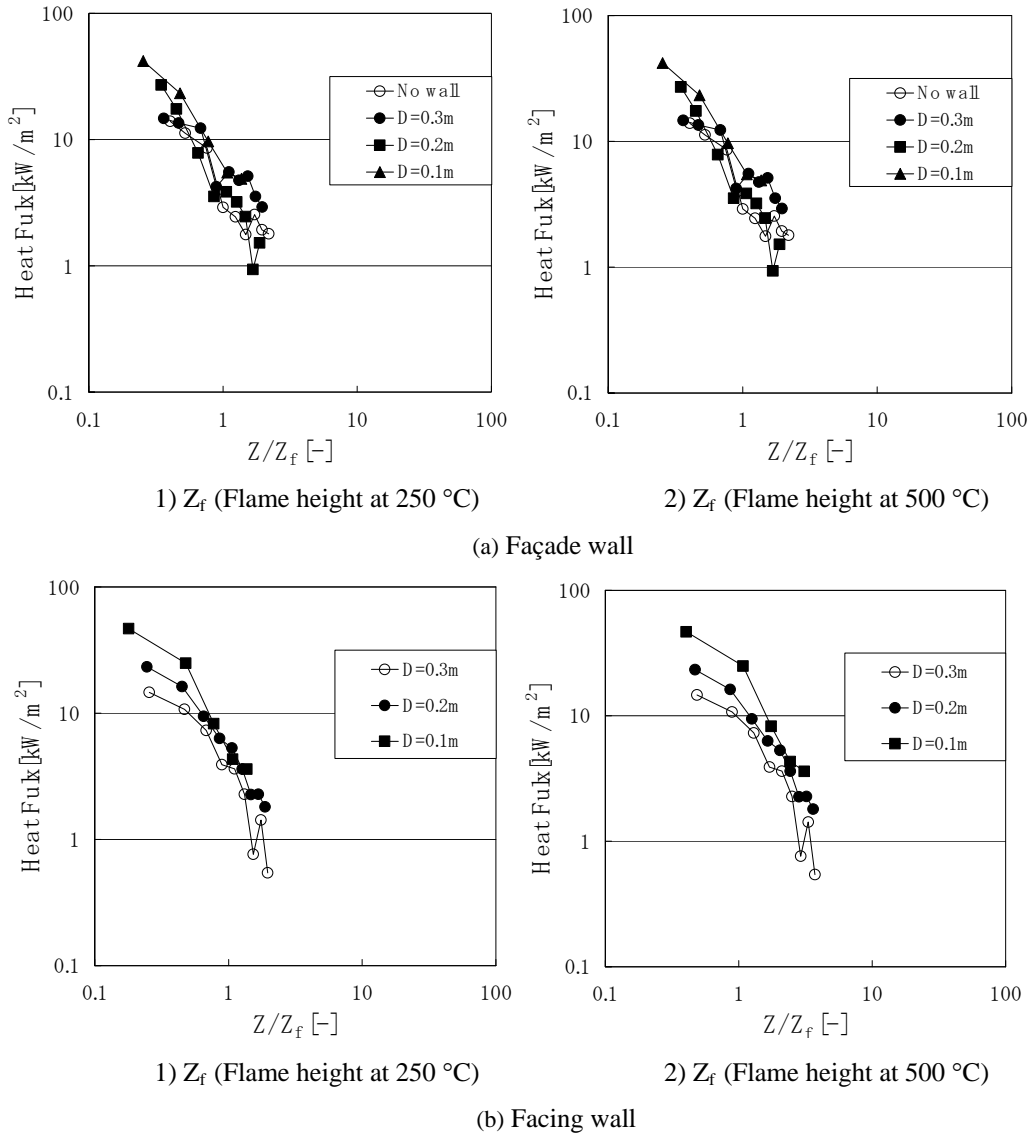 100
10
1
0.1
0.1 1 10 100
Heat Fulx[kW/m²]
Z/Zf [-]
No wall
D=0.3m
D=0.2m
D=0.1m
1) Zf (Flame height at 250 °C)
100
10
1
0.1
0.1 1 10 100
Heat Fulx[kW/m²]
Z/Zf [-]
No wall
D=0.3m
D=0.2m
D=0.1m
2) Zf (Flame height at 500 °C)
(a) Façade wall
100
10
1
0.1
0.1 1 10 100
Heat Fulx[kW/m²]
Z/Zf [-]
D=0.3m
D=0.2m
D=0.1m
1) Zf (Flame height at 250 °C)
100
10
1
0.1
0.1 1 10 100
Heat Fulx[kW/m²]
Z/Zf [-]
D=0.3m
D=0.2m
D=0.1m
2) Zf (Flame height at 500 °C)
(b) Facing wall